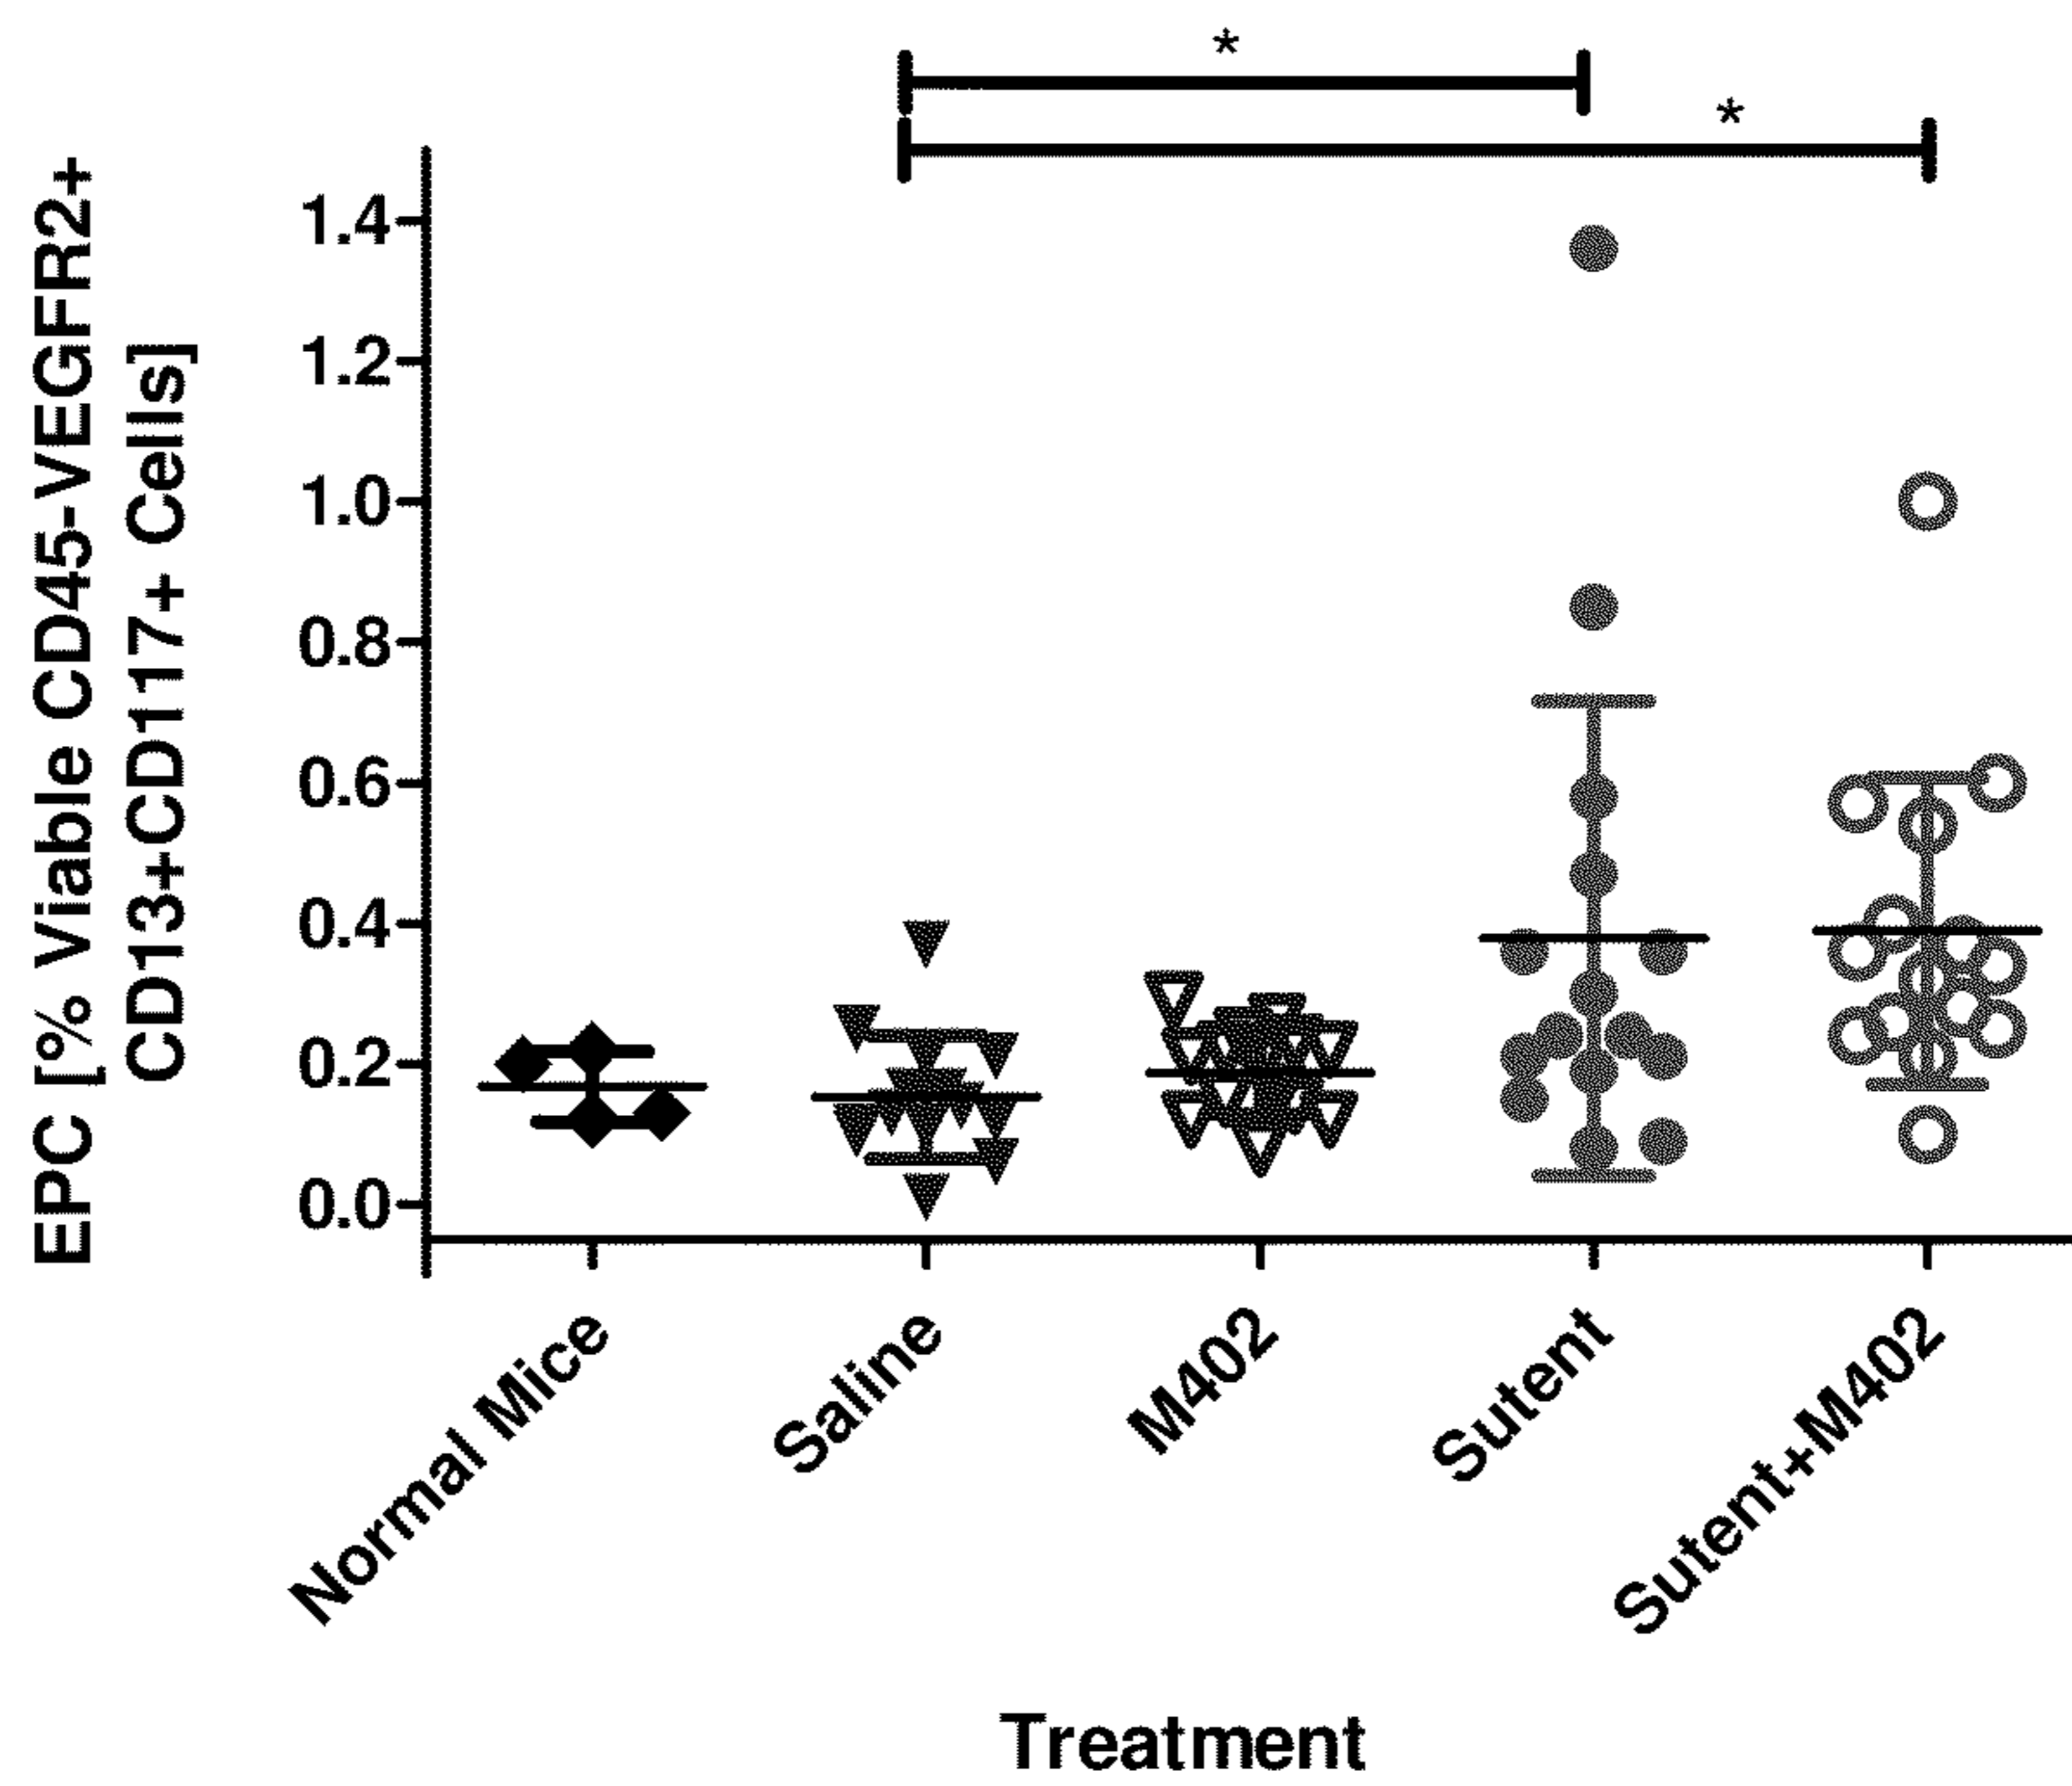 *
*
EPC [% Viable CD45-VEGFR2+
CD13+CD117+ Cells]
1.4
1.2
1.0
0.8
0.6
0.4
0.2
0.0
Normal Mice
Saline
M402
Sutent
Sutent+M402
Treatment